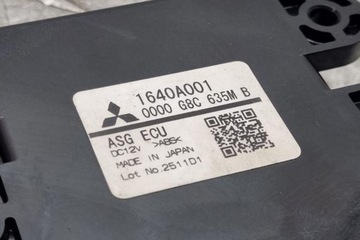 1640A001
0000 G8C 635M B
ASG ECU
DC12V >ABS<
MADE IN JAPAN
Lot No. 2511D1